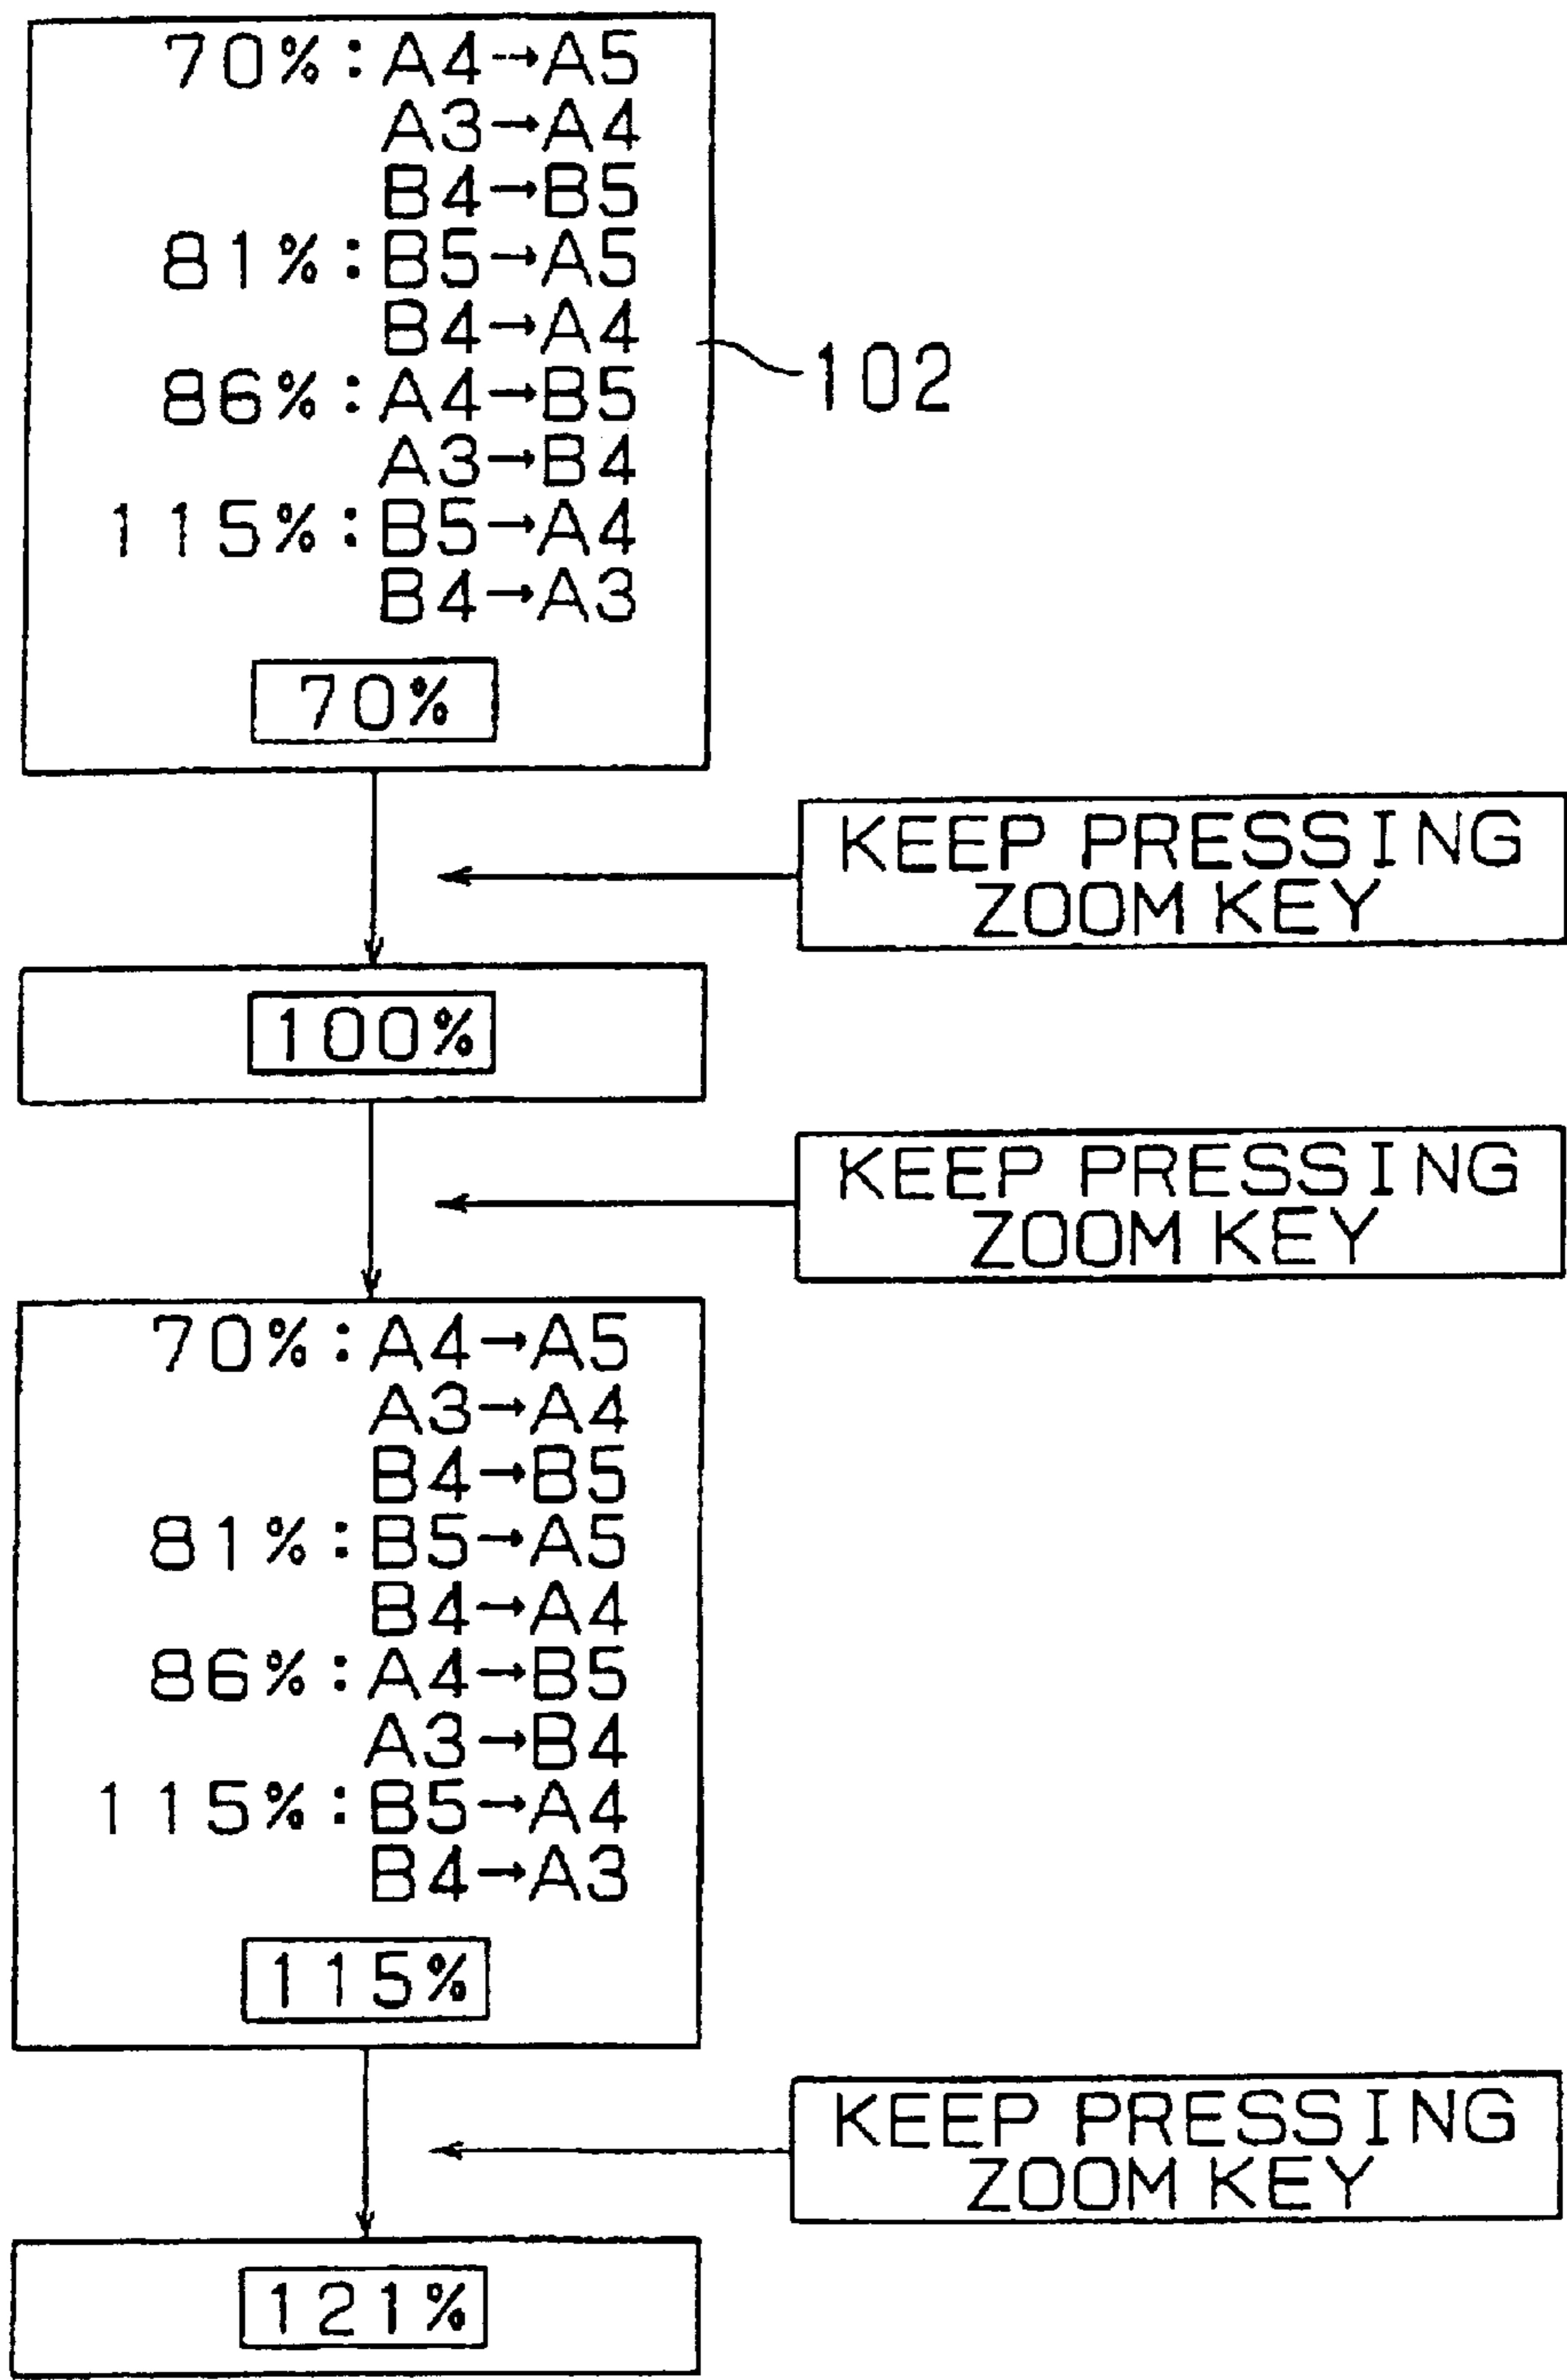 70%:A4→A5
A3→A4
B4→B5
81%:B5→A5
B4→A4
86%:A4→B5
A3→B4
115%:B5→A4
B4→A3
102
70%
KEEP PRESSING
ZOOM KEY
100%
KEEP PRESSING
ZOOM KEY
70%:A4→A5
A3→A4
B4→B5
81%:B5→A5
B4→A4
86%:A4→B5
A3→B4
115%:B5→A4
B4→A3
115%
KEEP PRESSING
ZOOM KEY
121%